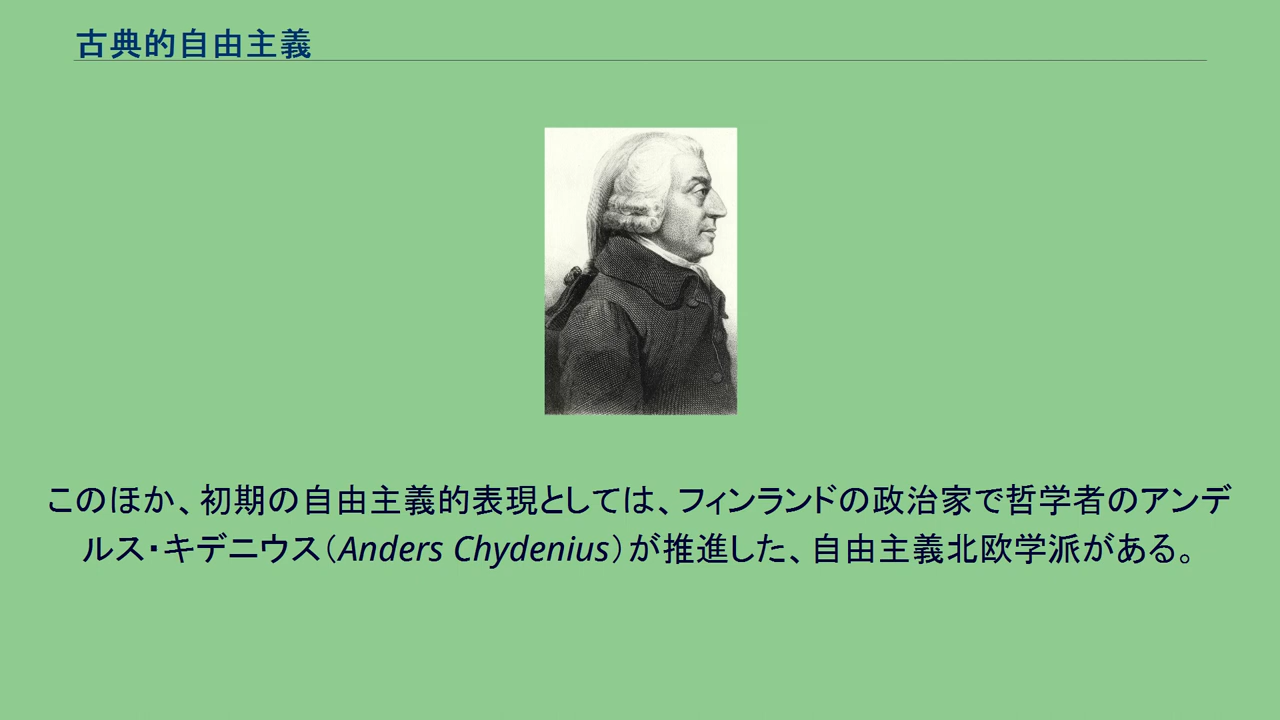 古典的自由主義
このほか、初期の自由主義的表現としては、フィンランドの政治家で哲学者のアンデ
ルス・キデニウス（Anders Chydenius）が推進した、自由主義北欧学派がある。